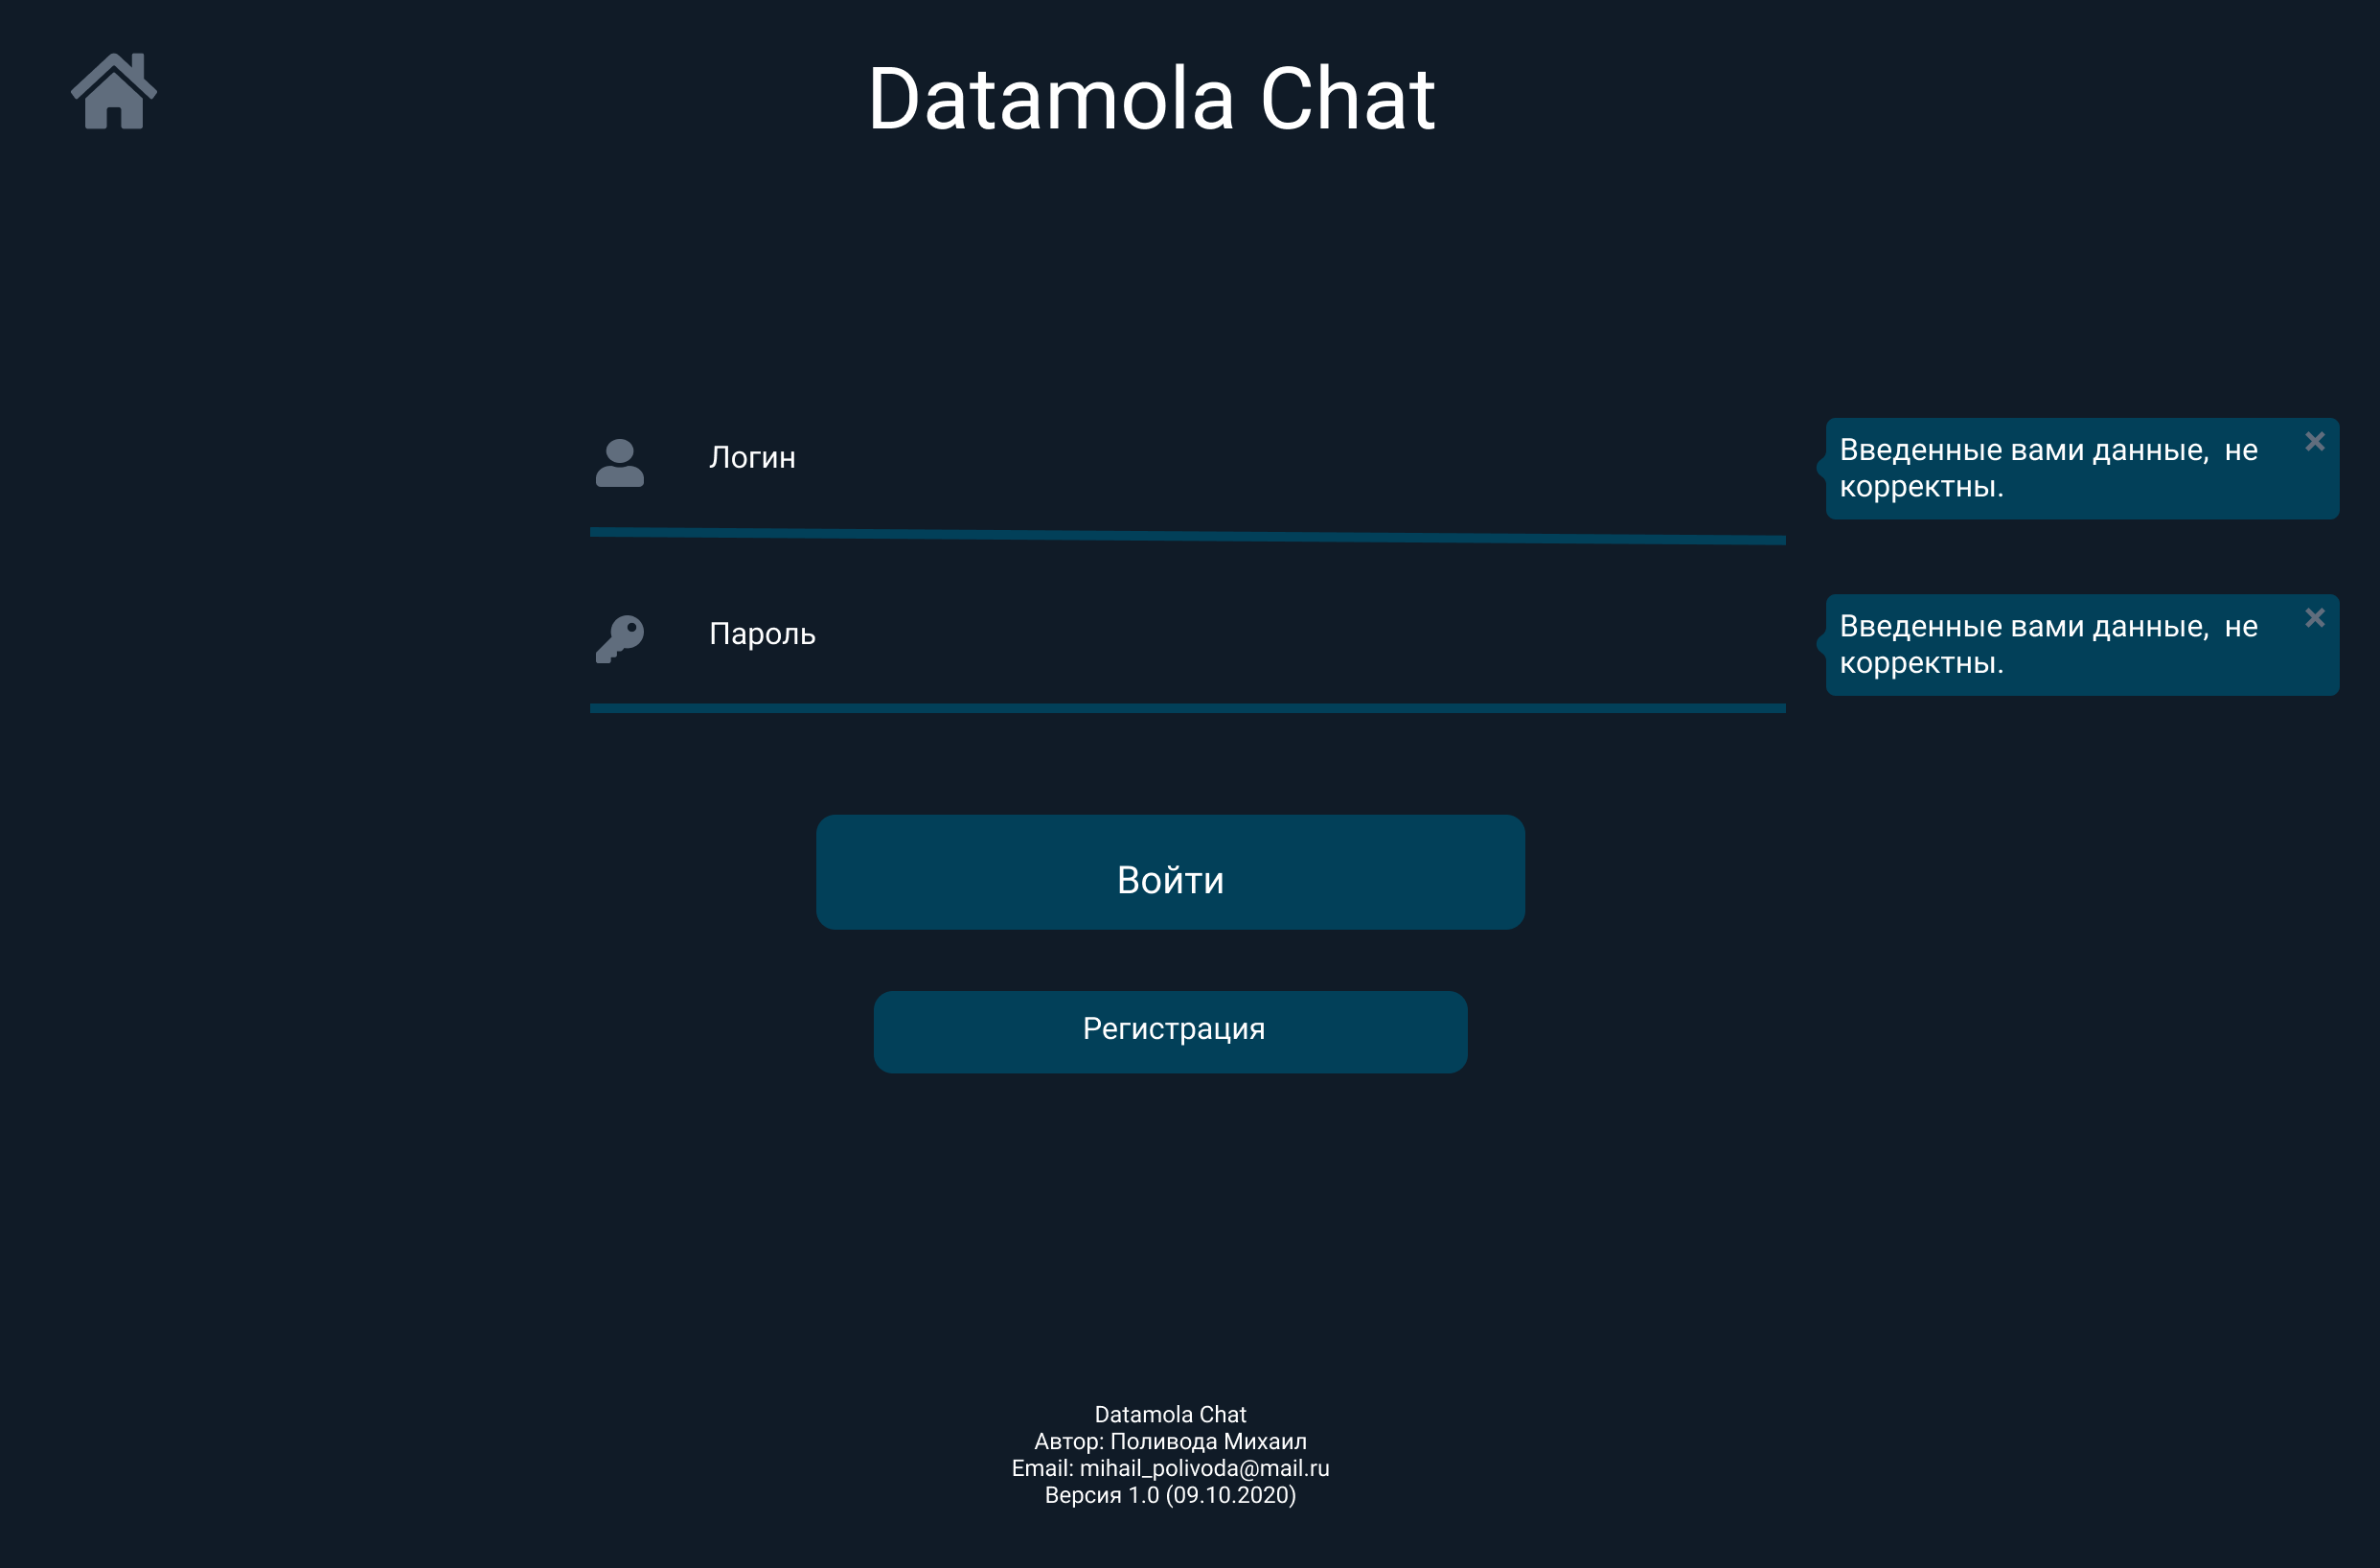 Datamola Chat
Логин
Введенные вами данные,  не
корректны.
Пароль
Введенные вами данные,  не
корректны.
Войти
Регистрация
Datamola Chat
Автор: Поливода Михаил
Email: mihail_polivoda@mail.ru
Версия 1.0 (09.10.2020)